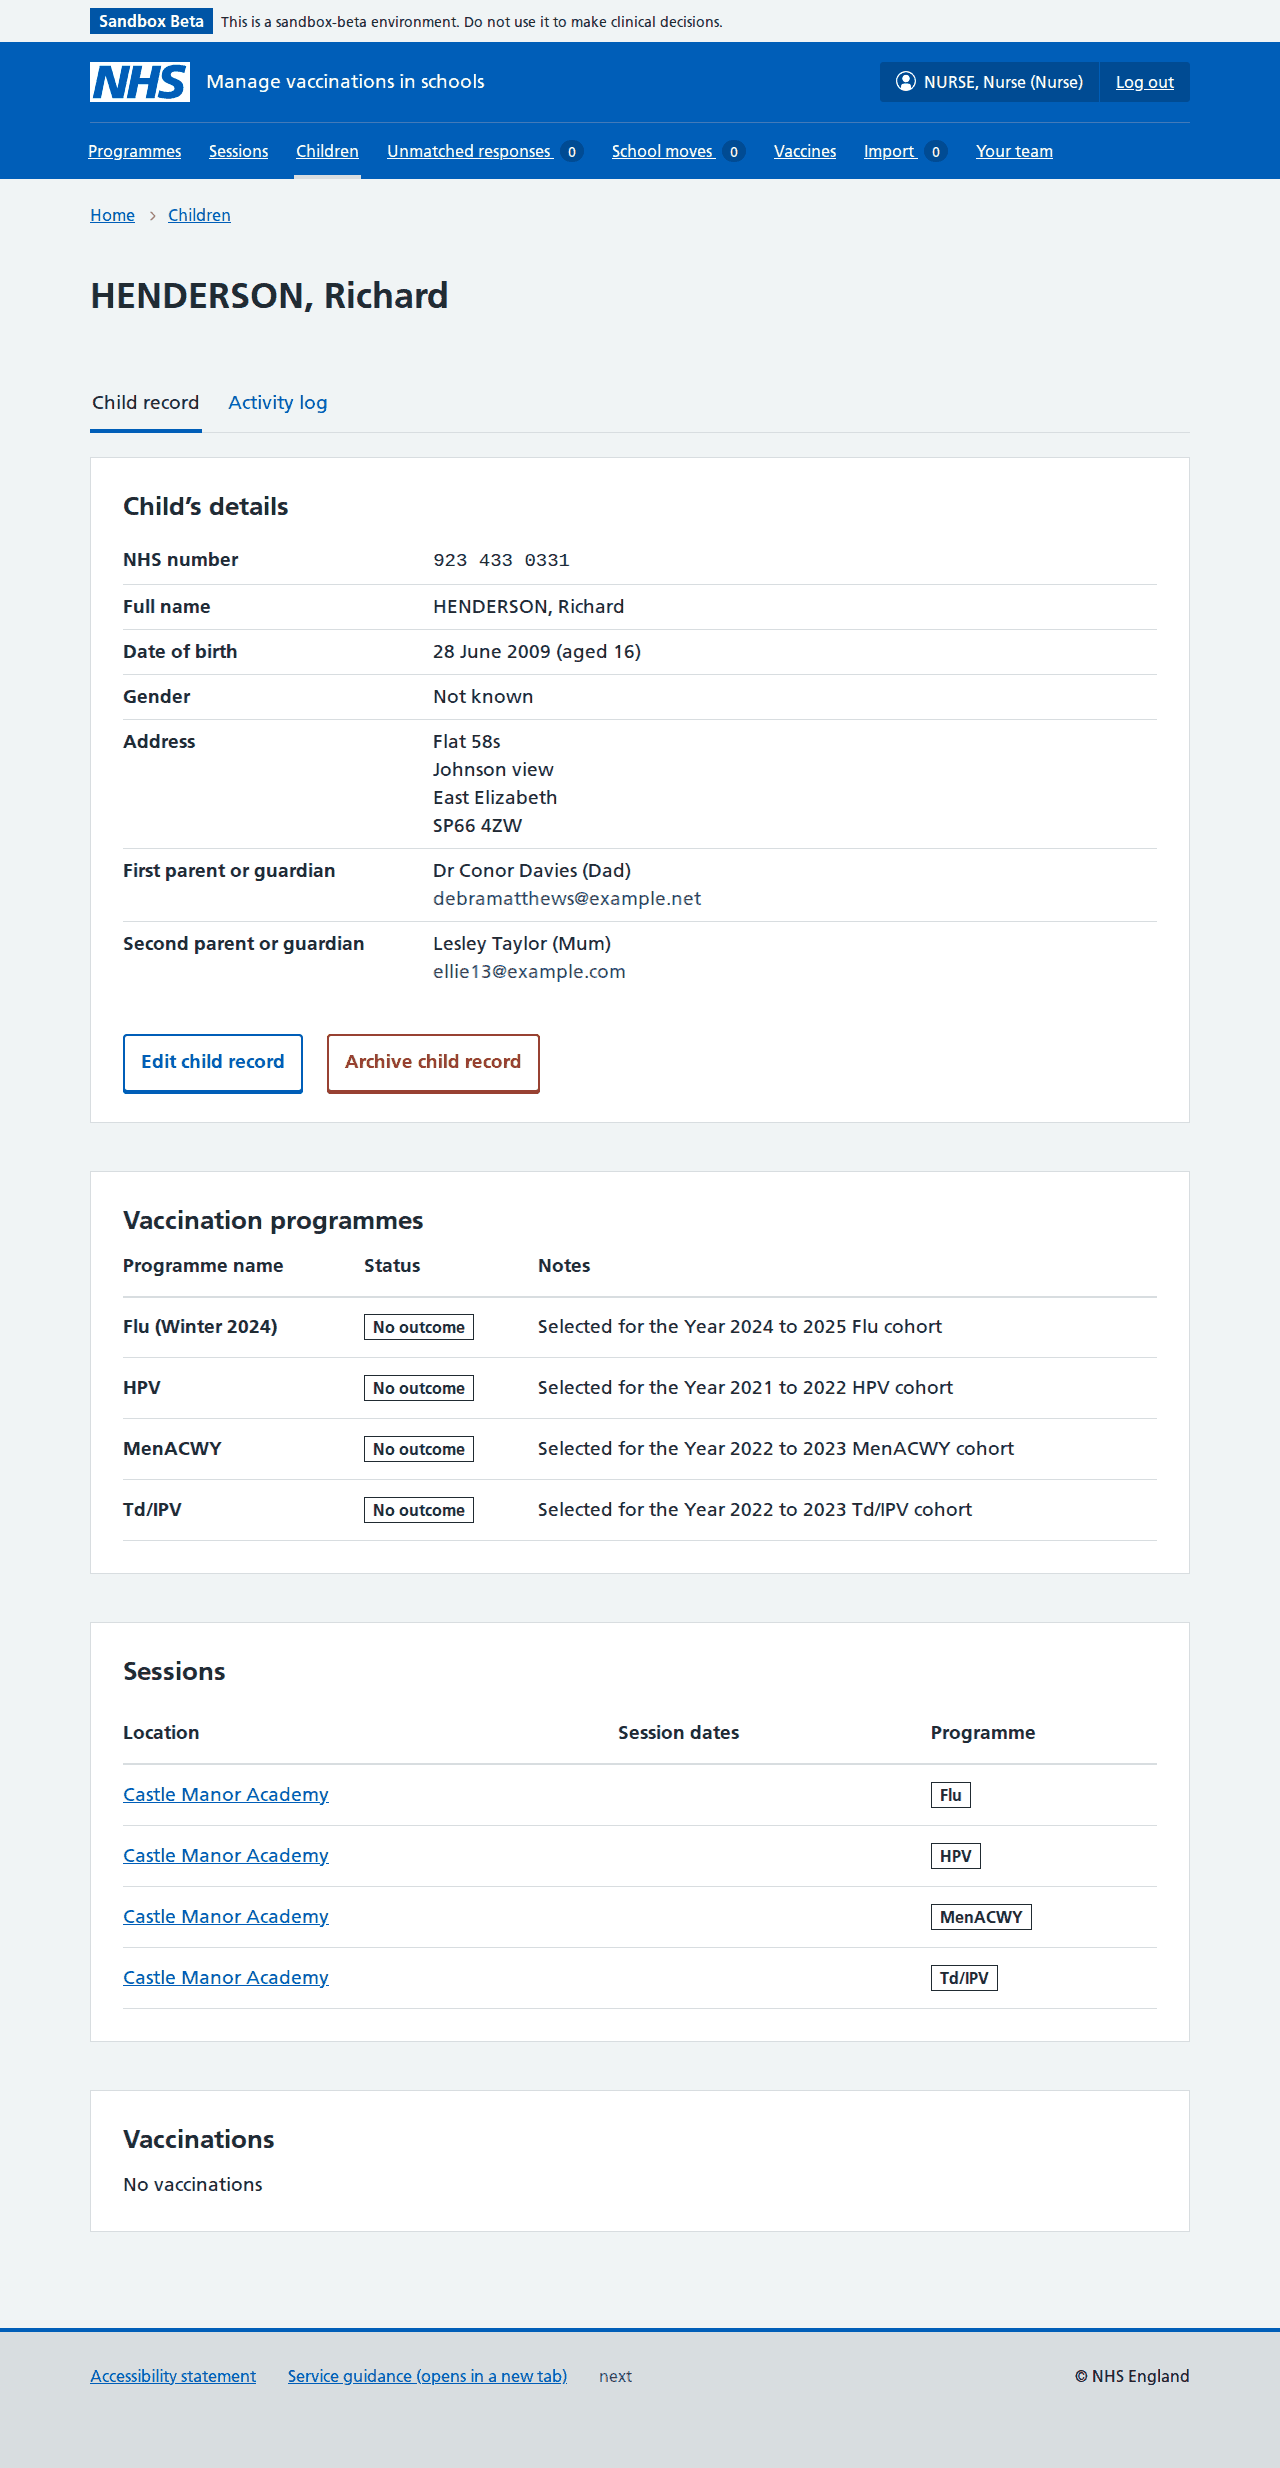 Sandbox Beta This is a sandbox-beta environment. Do not use it to make clinical decisions.
NHS Manage vaccinations in schools NURSE, Nurse (Nurse) Log out
Programmes Sessions Children Unmatched responses 0 School moves 0 Vaccines Import 0 Your team
Home Children
HENDERSON, Richard
Child record Activity log
Child’s details
NHS number 923 433 0331
Full name HENDERSON, Richard
Date of birth 28 June 2009 (aged 16)
Gender Not known
Address Flat 58s
Johnson view
East Elizabeth
SP66 4ZW
First parent or guardian Dr Conor Davies (Dad)
debramatthews@example.net
Second parent or guardian Lesley Taylor (Mum)
ellie13@example.com
Edit child record Archive child record
Vaccination programmes
Programme name Status Notes
Flu (Winter 2024) No outcome Selected for the Year 2024 to 2025 Flu cohort
HPV No outcome Selected for the Year 2021 to 2022 HPV cohort
MenACWY No outcome Selected for the Year 2022 to 2023 MenACWY cohort
Td/IPV No outcome Selected for the Year 2022 to 2023 Td/IPV cohort
Sessions
Location Session dates Programme
Castle Manor Academy Flu
Castle Manor Academy HPV
Castle Manor Academy MenACWY
Castle Manor Academy Td/IPV
Vaccinations
No vaccinations
Accessibility statement Service guidance (opens in a new tab) next © NHS England